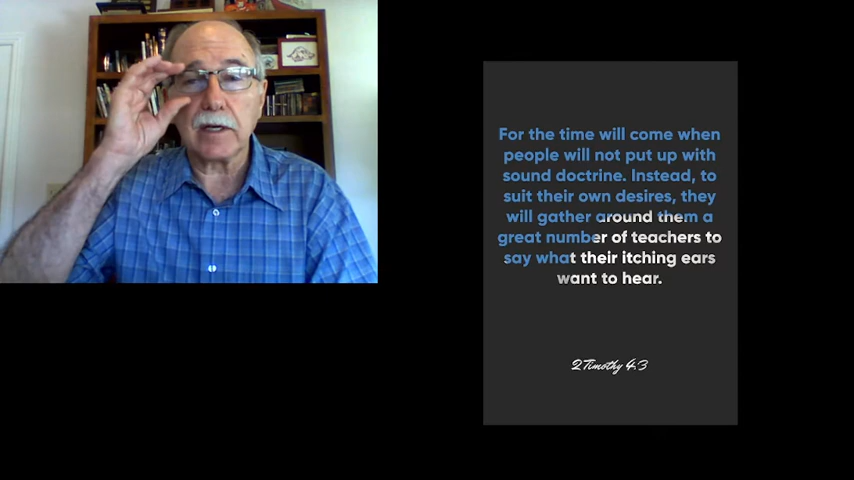 For the time will come when
people will not put up with
sound doctrine. Instead, to
suit their own desires, they
will gather around them a
great number of teachers to
say what their itching ears
want to hear.
2 Timothy 4:3